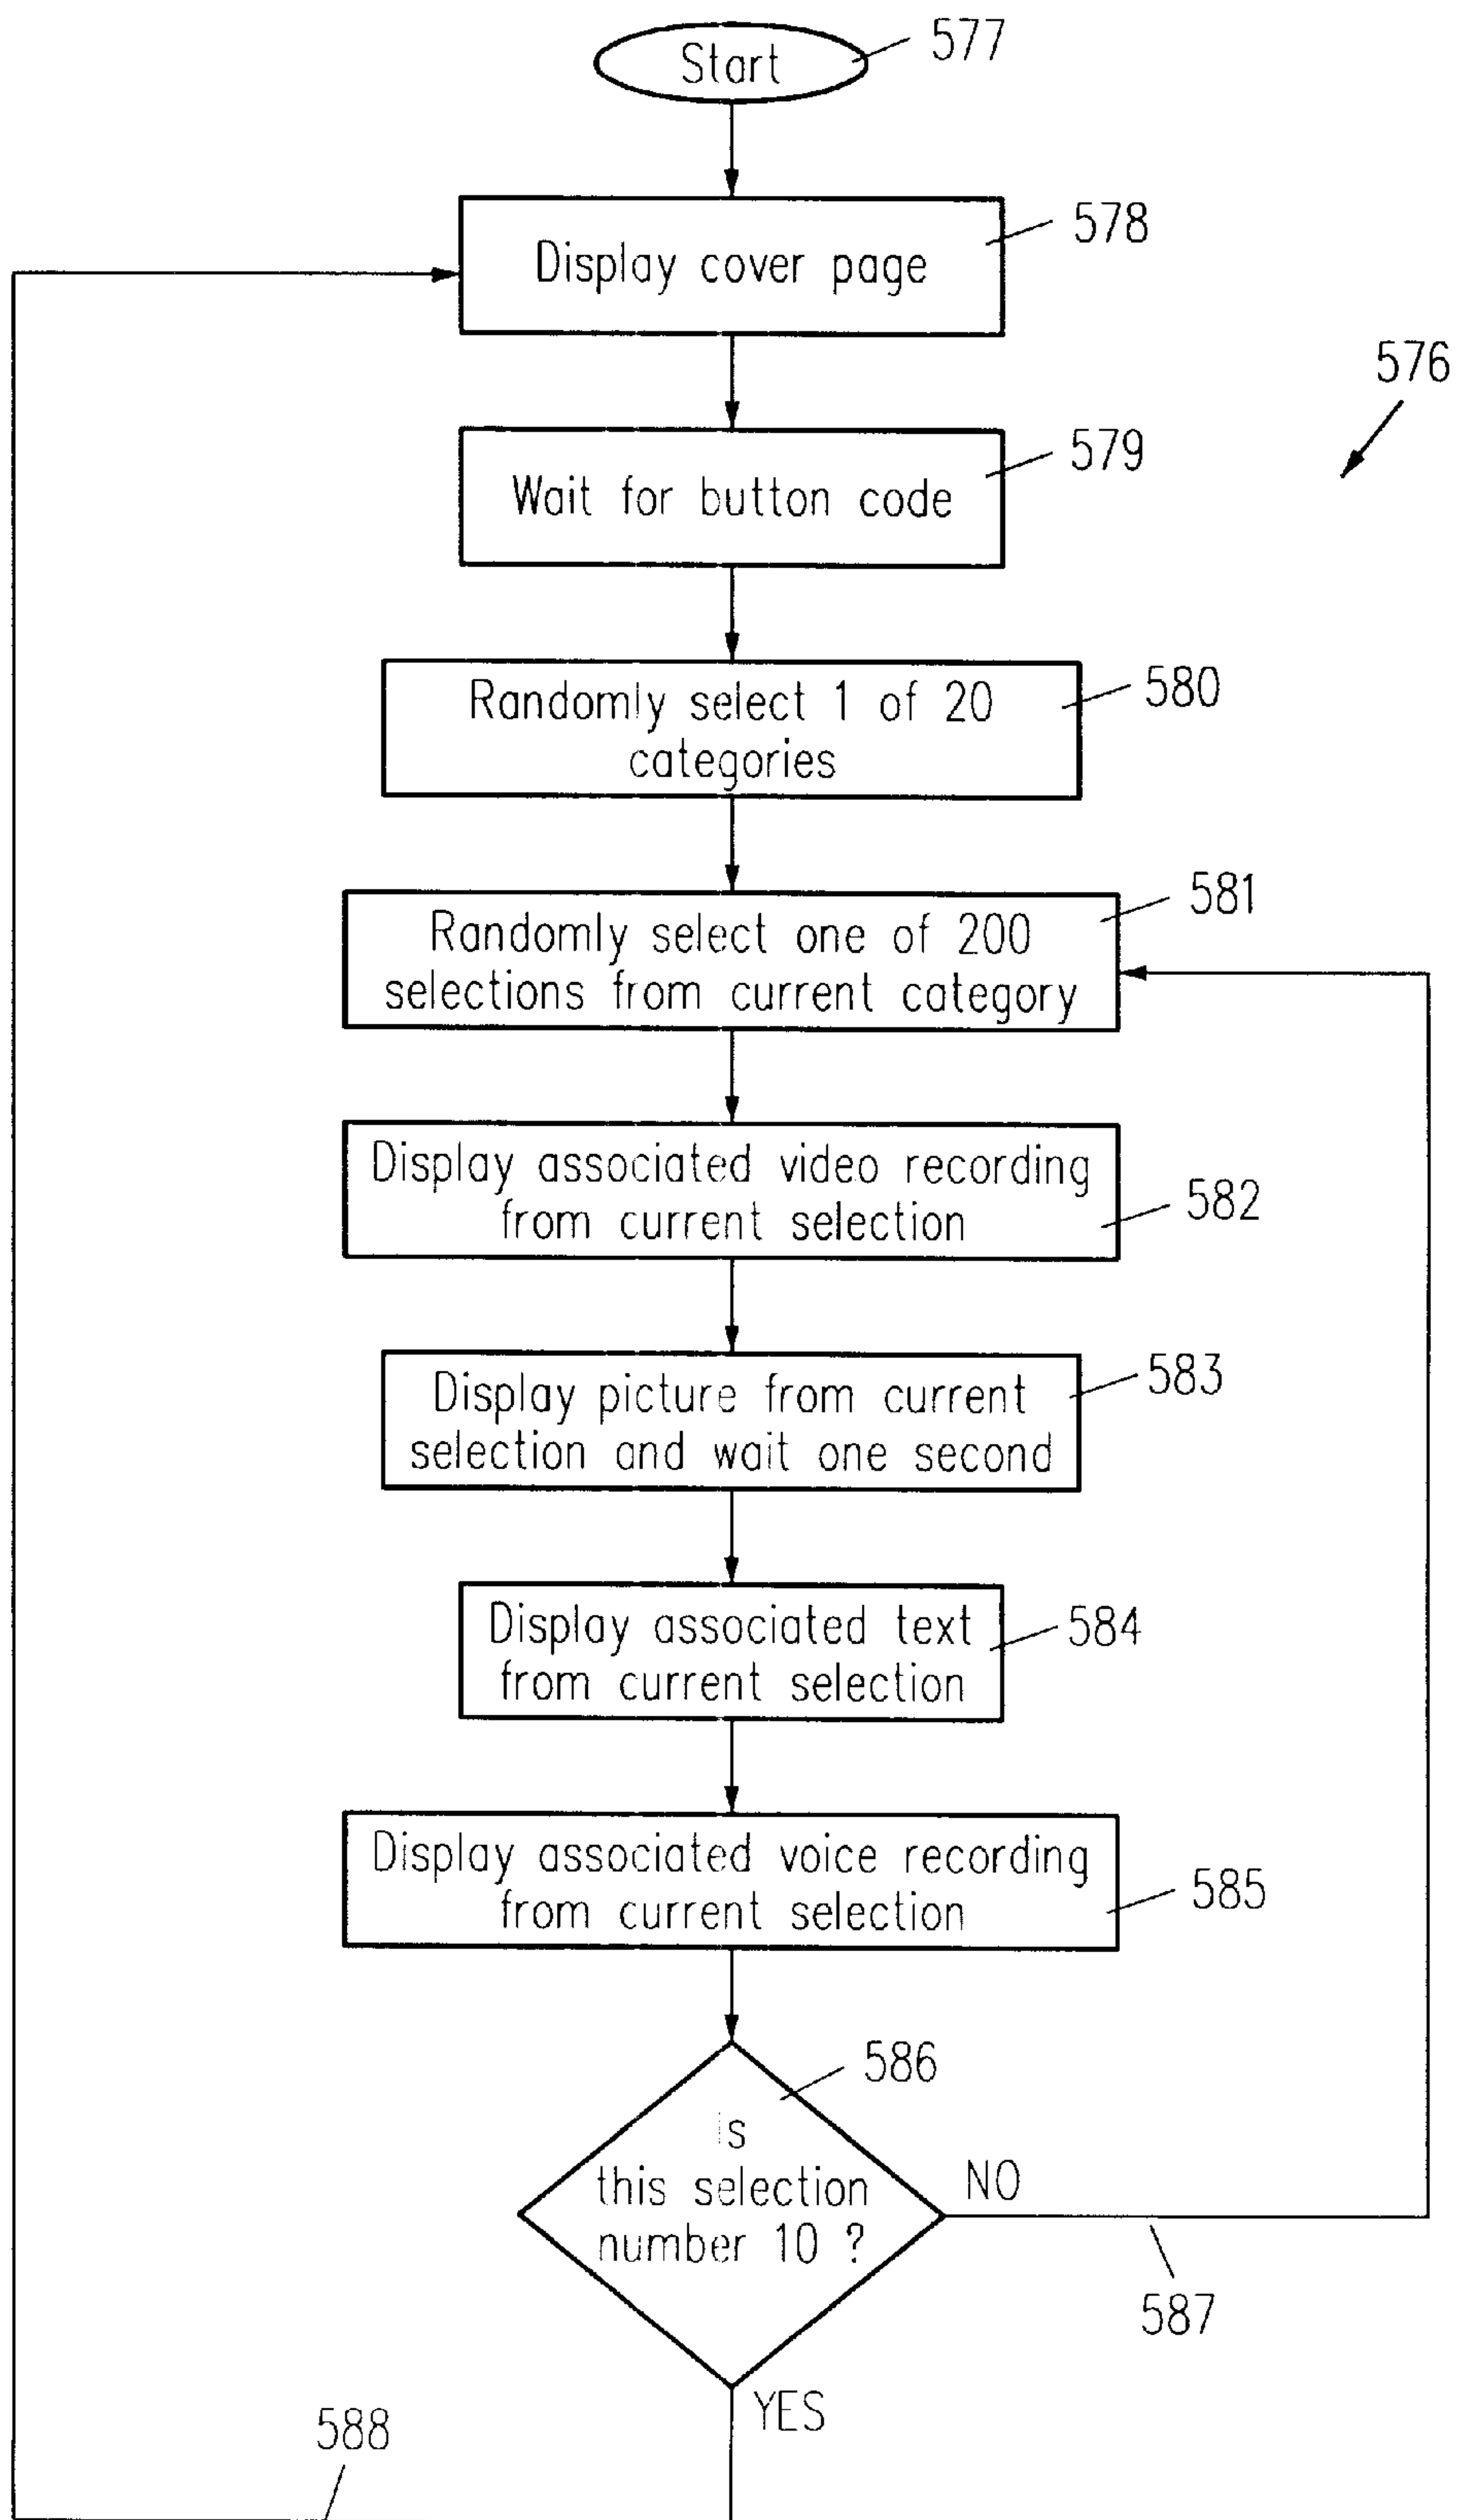 Start
577
578
Display cover page
576
579
Wait for button code
580
Randomly select 1 of 20
categories
581
Randomly select one of 200
selections from current category
Display associated video recording
582
from current selection
583
Display picture from current
selection and wait one second
Display associated text
584
from current selection
Display associated voice recording
585
from current selection
586
is
this selection
NO
number 10 ?
587
YES
588